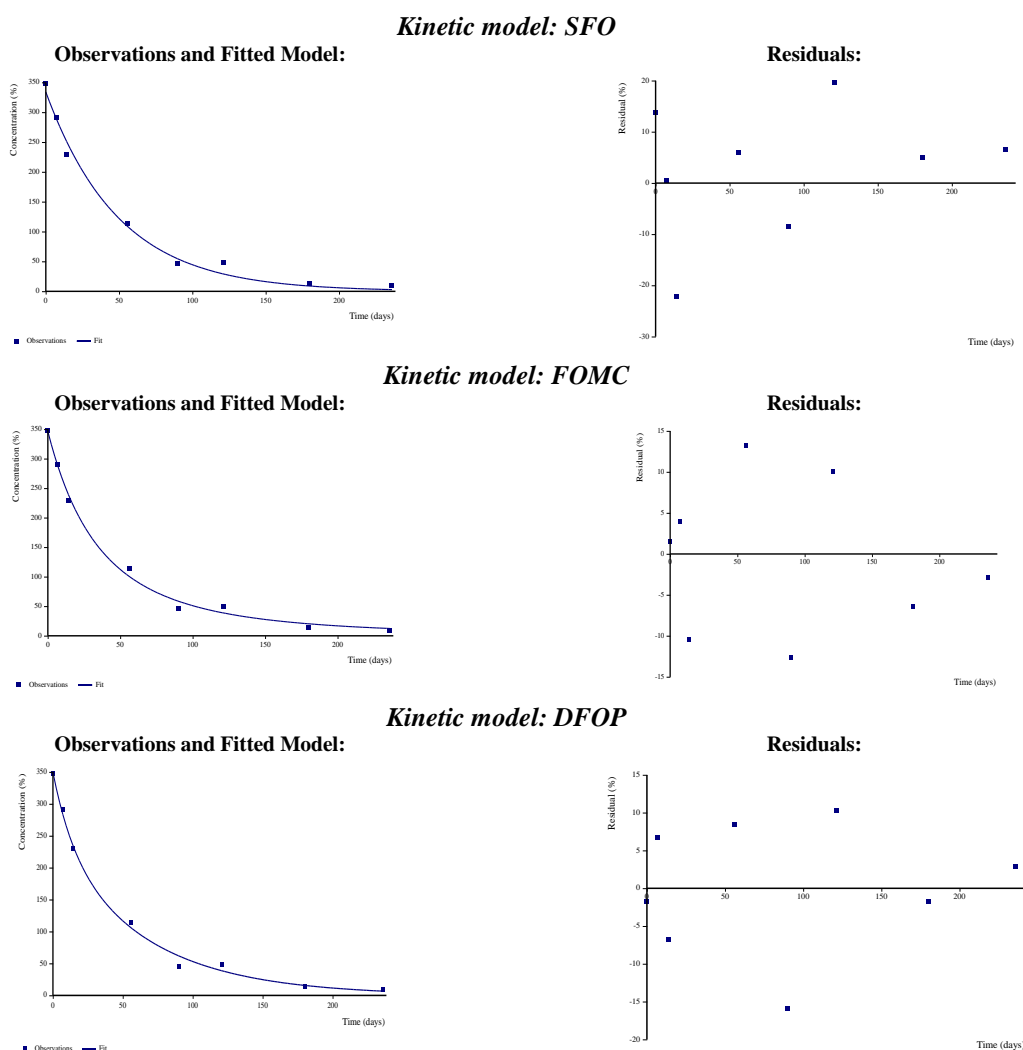 Kinetic model: SFO
Observations and Fitted Model:
Residuals:
Concentration (%)
350
300
250
200
150
100
50
0
0 50 100 150 200
Time (days)
Observations Fit
Residual (%)
20
10
0
-10
-20
-30
0 50 100 150 200
Time (days)
Kinetic model: FOMC
Observations and Fitted Model:
Residuals:
Concentration (%)
350
300
250
200
150
100
50
0
0 50 100 150 200
Time (days)
Observations Fit
Residual (%)
15
10
5
0
-5
-10
-15
0 50 100 150 200
Time (days)
Kinetic model: DFOP
Observations and Fitted Model:
Residuals:
Concentration (%)
350
300
250
200
150
100
50
0
0 50 100 150 200
Time (days)
Observations Fit
Residual (%)
15
10
5
0
-5
-10
-15
-20
0 50 100 150 200
Time (days)